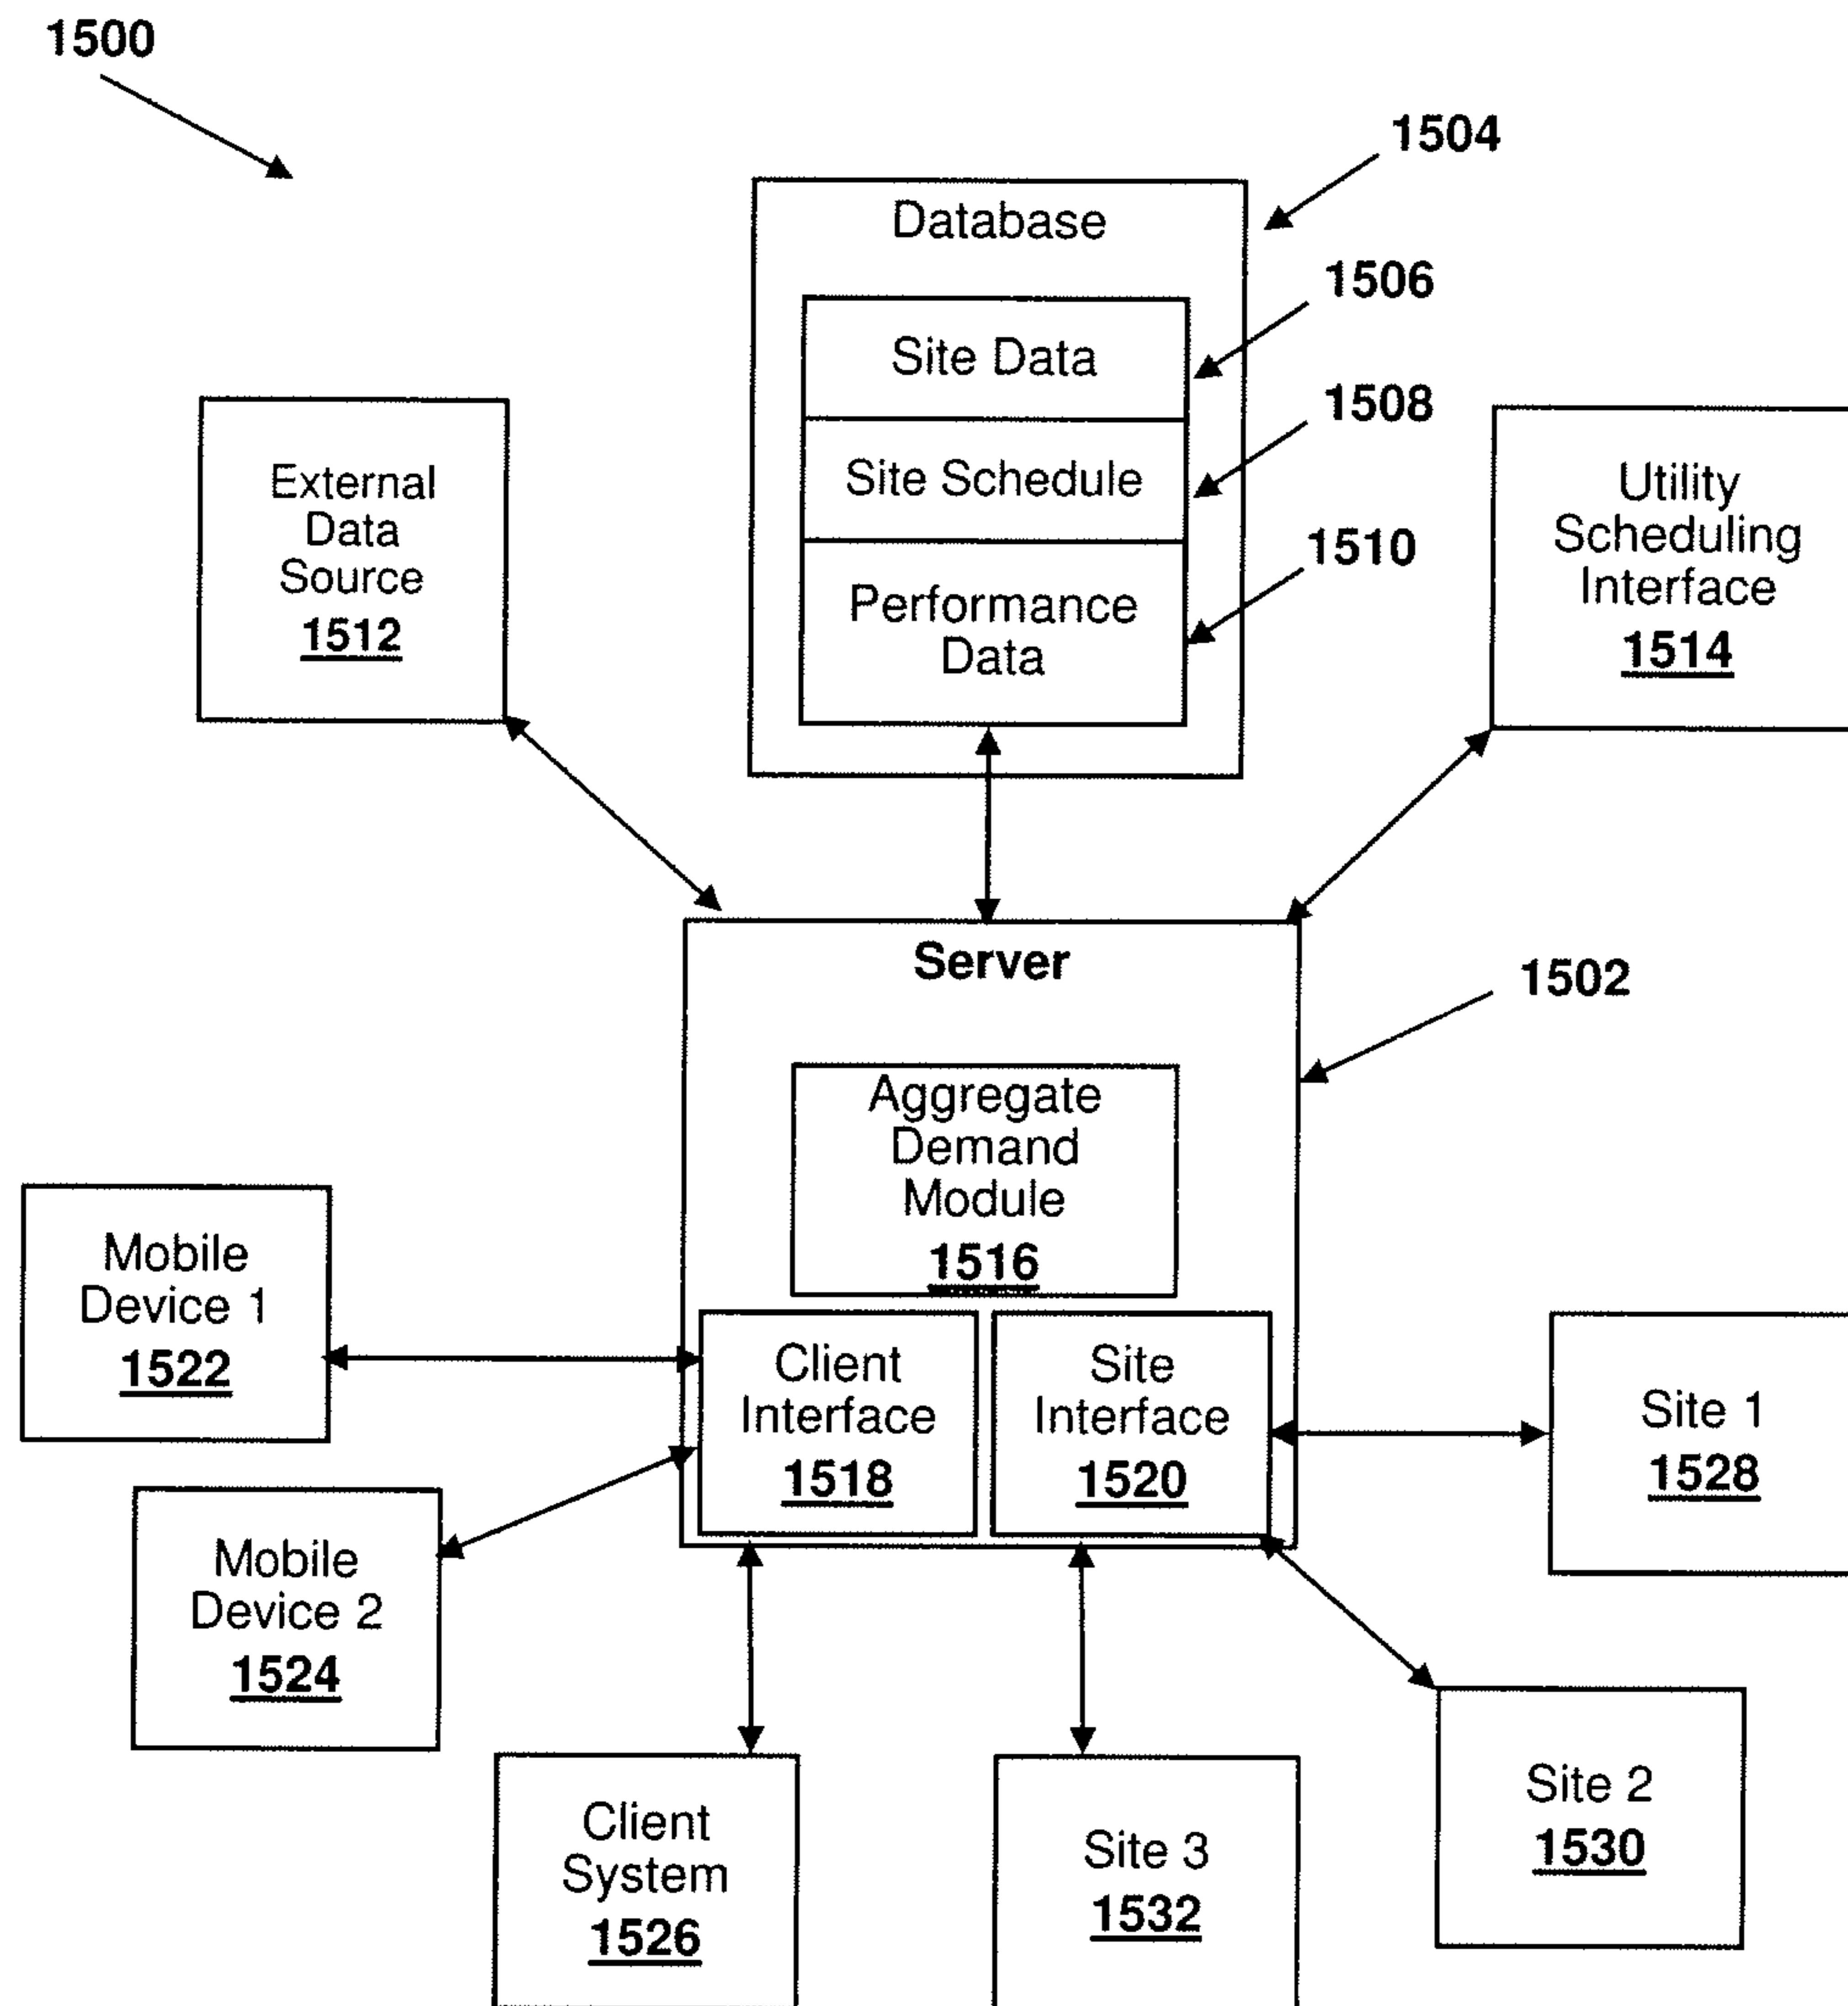 1500
1504
Database
1506
Site Data
1508
Site Schedule
1510
Performance
Data
External
Data
Source
1512
Utility
Scheduling
Interface
1514
Server
1502
Aggregate
Demand
Module
1516
Mobile
Device 1
1522
Client
Interface
1518
Site
Interface
1520
Site 1
1528
Mobile
Device 2
1524
Client
System
1526
Site 3
1532
Site 2
1530